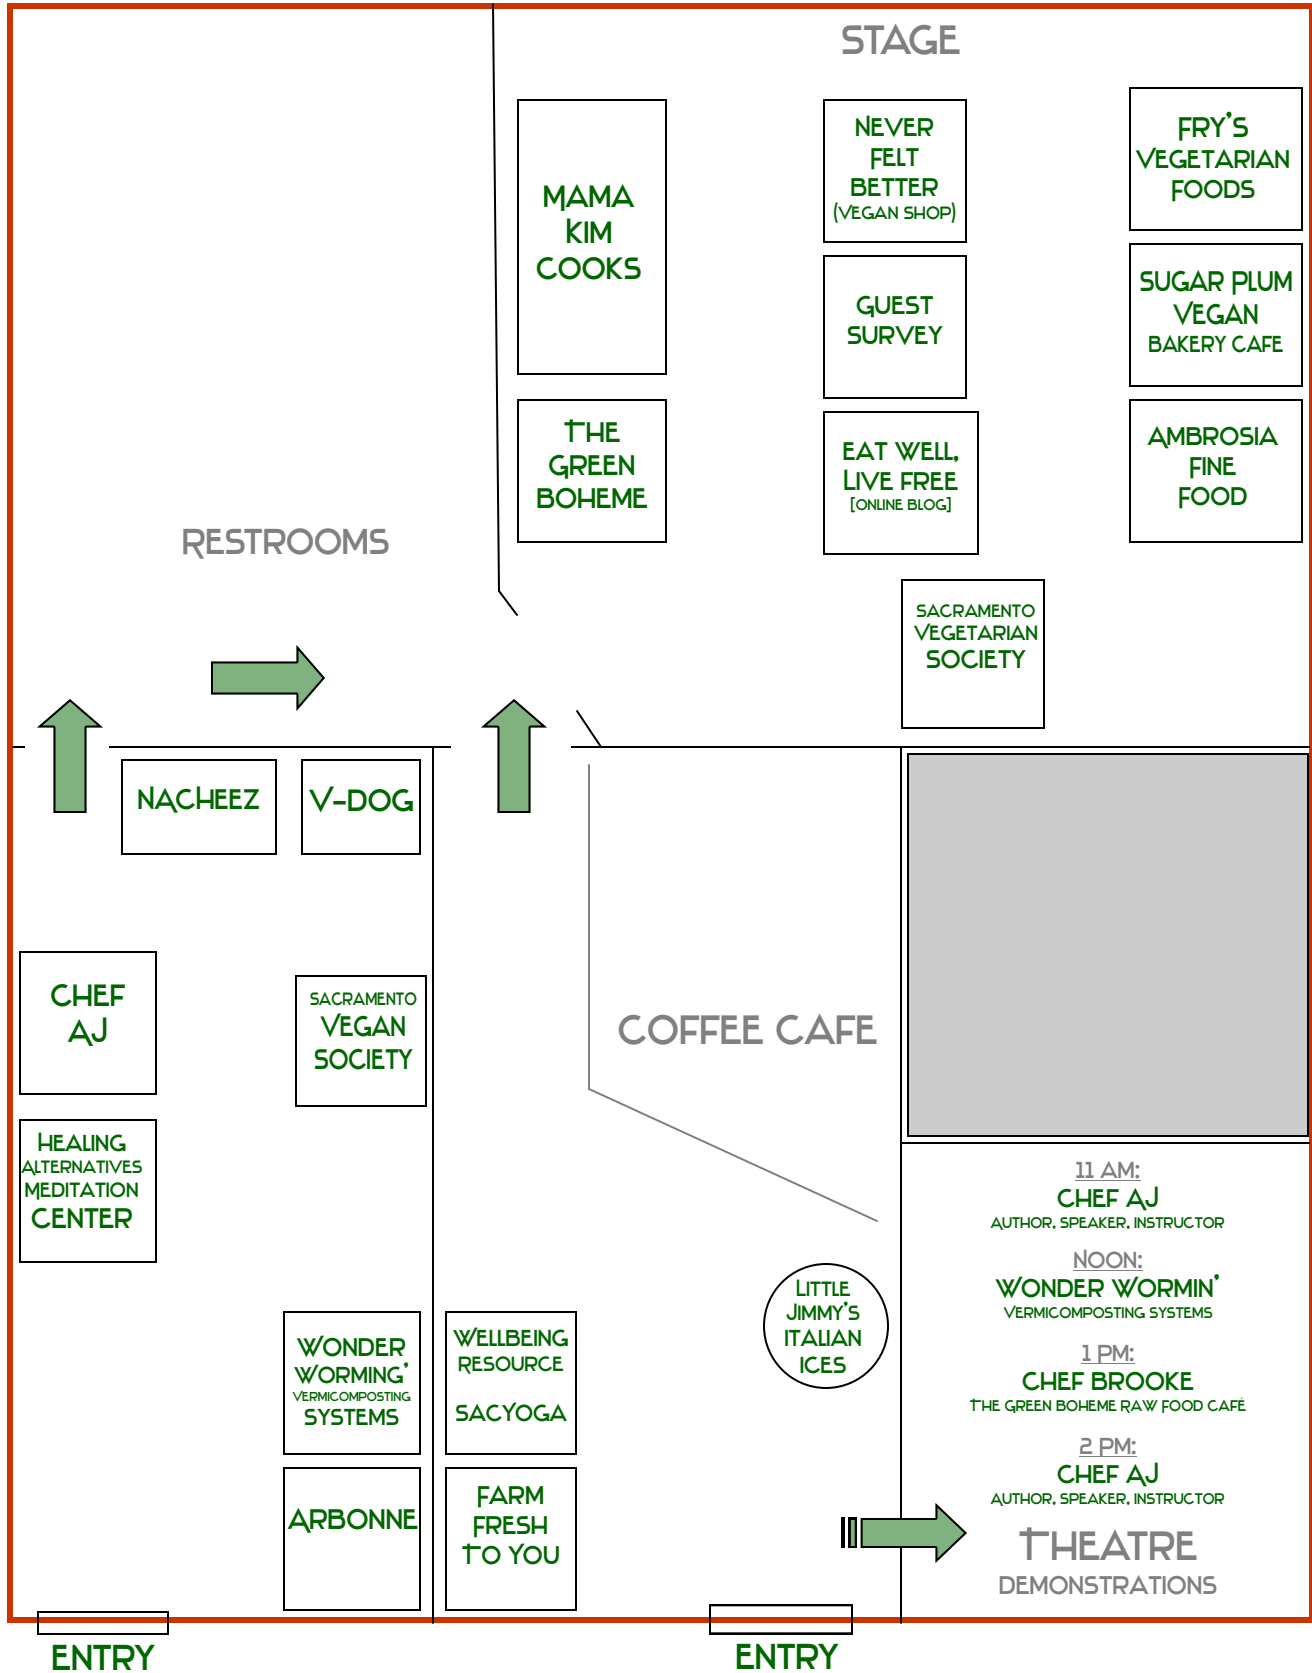 STAGE
MAMA
KIM
COOKS
NEVER
FELT
BETTER
(VEGAN SHOP)
FRY'S
VEGETARIAN
FOODS
GUEST
SURVEY
SUGAR PLUM
VEGAN
BAKERY CAFE
THE
GREEN
BOHEME
EAT WELL,
LIVE FREE
[ONLINE BLOG]
AMBROSIA
FINE
FOOD
RESTROOMS
SACRAMENTO
VEGETARIAN
SOCIETY
NACHEEZ
V-DOG
CHEF
AJ
SACRAMENTO
VEGAN
SOCIETY
COFFEE CAFE
HEALING
ALTERNATIVES
MEDITATION
CENTER
WONDER
WORMING'
VERMICOMPOSTING
SYSTEMS
WELLBEING
RESOURCE
SACYOGA
LITTLE
JIMMY'S
ITALIAN
ICES
ARBONNE
FARM
FRESH
TO YOU
11 AM:
CHEF AJ
AUTHOR, SPEAKER, INSTRUCTOR
NOON:
WONDER WORMIN'
VERMICOMPOSTING SYSTEMS
1 PM:
CHEF BROOKE
THE GREEN BOHEME RAW FOOD CAFÉ
2 PM:
CHEF AJ
AUTHOR, SPEAKER, INSTRUCTOR
THEATRE
DEMONSTRATIONS
ENTRY
ENTRY